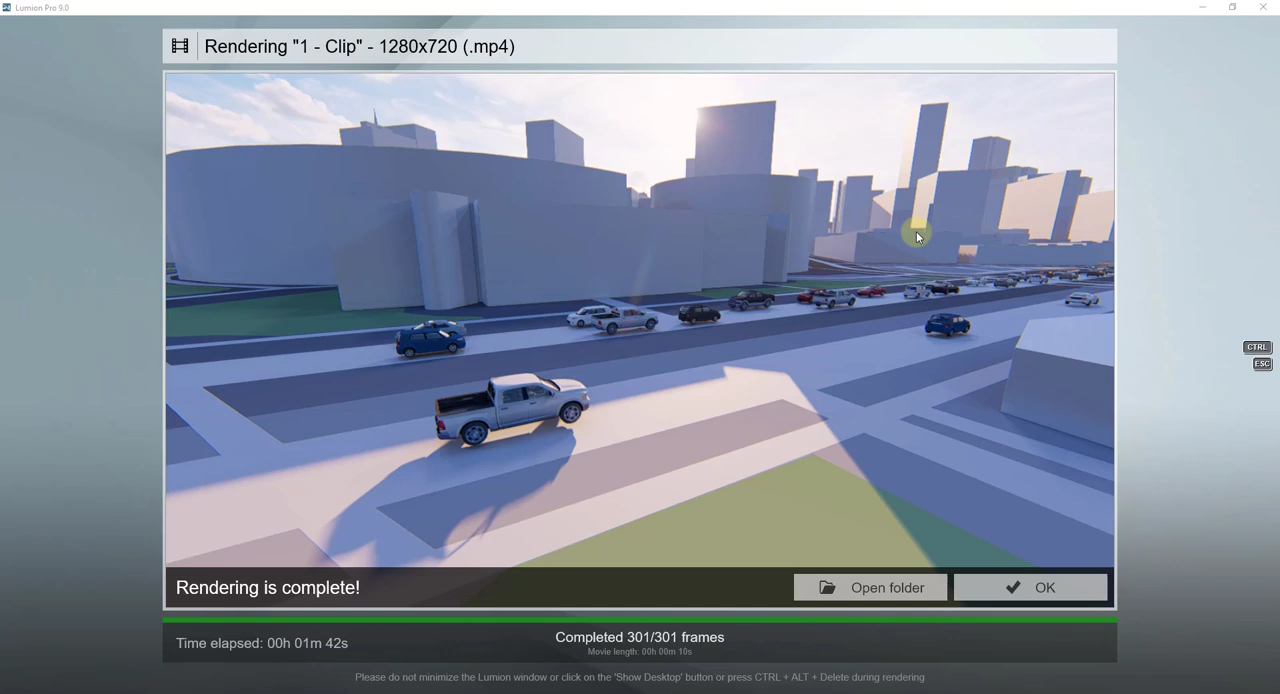 Lumion Pro 9.0
Rendering "1 - Clip" - 1280x720 (.mp4)
CTRL
ESC
Rendering is complete!
Open folder
OK
Time elapsed: 00h 01m 42s
Completed 301/301 frames
Movie length: 00h 00m 10s
Please do not minimize the Lumion window or click on the 'Show Desktop' button or press CTRL + ALT + Delete during rendering